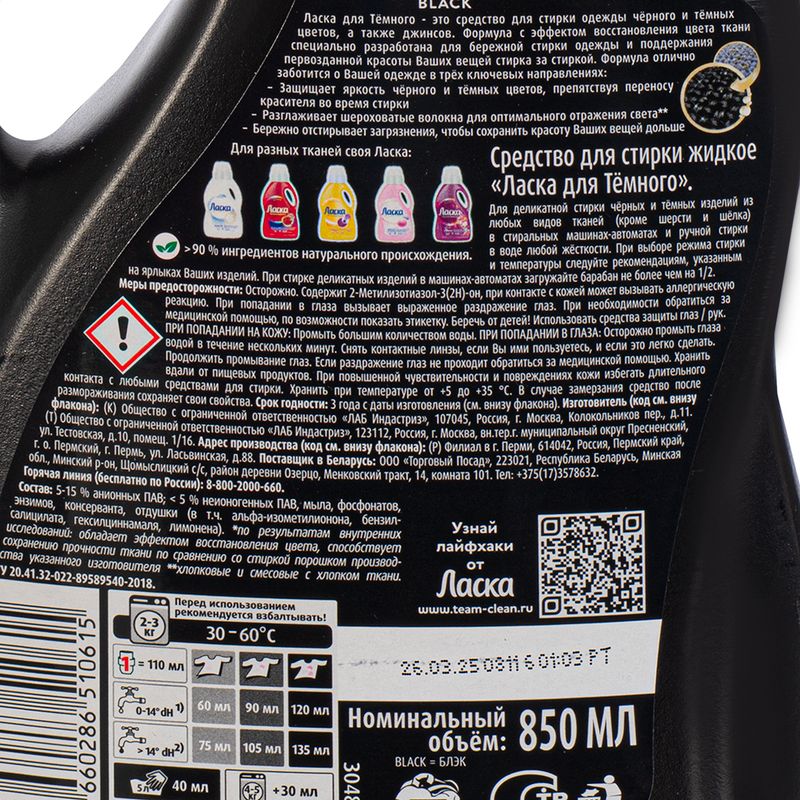 BLACK
Ласка для Тёмного - это средство для стирки одежды чёрного и тёмных
цветов, а также джинсов. Формула с эффектом восстановления цвета ткани
специально разработана для бережной стирки одежды и поддержания
первозданной красоты Ваших вещей стирка за стиркой. Формула отлично
заботится о Вашей одежде в трёх ключевых направлениях:
- Защищает яркость чёрного и тёмных цветов, препятствуя переносу
красителя во время стирки
- Разглаживает шероховатые волокна для оптимального отражения света**
- Бережно отстирывает загрязнения, чтобы сохранить красоту Ваших вещей дольше
Для разных тканей своя Ласка:
Ласка
Ласка
Ласка
>90 % ингредиентов натурального происхождения.
Средство для стирки жидкое
«Ласка для Тёмного».
Для деликатной стирки чёрных и тёмных изделий из
любых видов тканей (кроме шерсти и шёлка)
в стиральных машинах-автоматах и ручной стирки
в воде любой жёсткости. При выборе режима стирки
и температуры следуйте рекомендациям, указанным
на ярлыках Ваших изделий. При стирке деликатных изделий в машинах-автоматах загружайте барабан не более чем на 1/2.
Меры предосторожности: Осторожно. Содержит 2-Метилизотиазол-3(2H)-он, при контакте с кожей может вызывать аллергическую
реакцию. При попадании в глаза вызывает выраженное раздражение глаз. При необходимости обратиться за
медицинской помощью, по возможности показать этикетку. Беречь от детей! Использовать средства защиты глаз / рук.
ПРИ ПОПАДАНИИ НА КОЖУ: Промыть большим количеством воды. ПРИ ПОПАДАНИИ В ГЛАЗА: Осторожно промыть глаза
водой в течение нескольких минут. Снять контактные линзы, если Вы ими пользуетесь, и если это легко сделать.
Продолжить промывание глаз. Если раздражение глаз не проходит обратиться за медицинской помощью. Хранить
вдали от пищевых продуктов. При повышенной чувствительности и повреждениях кожи избегать длительного
контакта с любыми средствами для стирки. Хранить при температуре от +5 до +35 °C. В случае замерзания средство после
размораживания сохраняет свои свойства. Срок годности: 3 года с даты изготовления (см. внизу флакона). Изготовитель (код см. внизу
флакона): (К) Общество с ограниченной ответственностью «ЛАБ Индастриз», 107045, Россия, г. Москва, Колокольников пер., д.11.
(Т) Общество с ограниченной ответственностью «ЛАБ Индастриз», 123112, Россия, г. Москва, вн.тер.г. муниципальный округ Пресненский,
ул. Тестовская, д.10, помещ. 1/16. Адрес производства (код см. внизу флакона): (Р) Филиал в г. Перми, 614042, Россия, Пермский край,
г. о. Пермский, г. Пермь, ул. Ласьвинская, д.88. Поставщик в Беларусь: ООО «Торговый Посад», 223021, Республика Беларусь, Минская
обл., Минский р-он, Щомыслицкий с/с, район деревни Озерцо, Менковский тракт, 14, комната 101. Тел: +375(17)3578632.
Горячая линия (бесплатно по России): 8-800-2000-660.
Состав: 5-15 % анионных ПАВ; < 5 % неионогенных ПАВ, мыла, фосфонатов,
энзимов, консерванта, отдушки (в т.ч. альфа-изометилионона, бензил-
салицилата, гексилциннамаля, лимонена). *по результатам внутренних
исследований: обладает эффектом восстановления цвета, способствует
сохранению прочности ткани по сравнению со стиркой порошком производ-
ства указанного изготовителя **хлопковые и смесовые с хлопком ткани.
ТУ 20.41.32-022-89589540-2018.
Узнай
лайфхаки
от
Ласка
www.team-clean.ru
660286 510615
Перед использованием
рекомендуется взбалтывать!
2-3
кг
30-60°C
1 = 110 мл
0-14° dH 1)
60 мл 90 мл 120 мл
> 14° dH 2)
75 мл 105 мл 135 мл
5л 40 мл
4-5
кг
+30 мл
26.03.25 0811 6 01:03 РТ
Номинальный
объём: 850 МЛ
BLACK = БЛЭК
3048